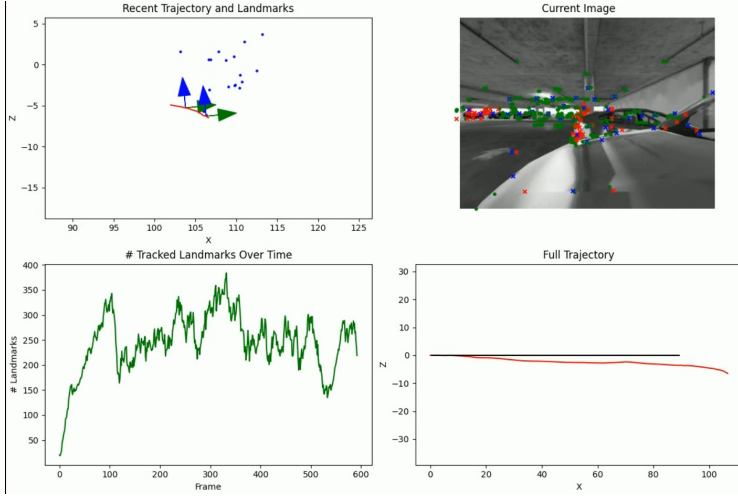 Recent Trajectory and Landmarks
5
0
−5
−10
−15
Z
90 95 100 105 110 115 120 125
X
Current Image
# Tracked Landmarks Over Time
400
350
300
250
200
150
100
50
# Landmarks
0 100 200 300 400 500 600
Frame
Full Trajectory
30
20
10
0
−10
−20
−30
Z
0 20 40 60 80 100
X